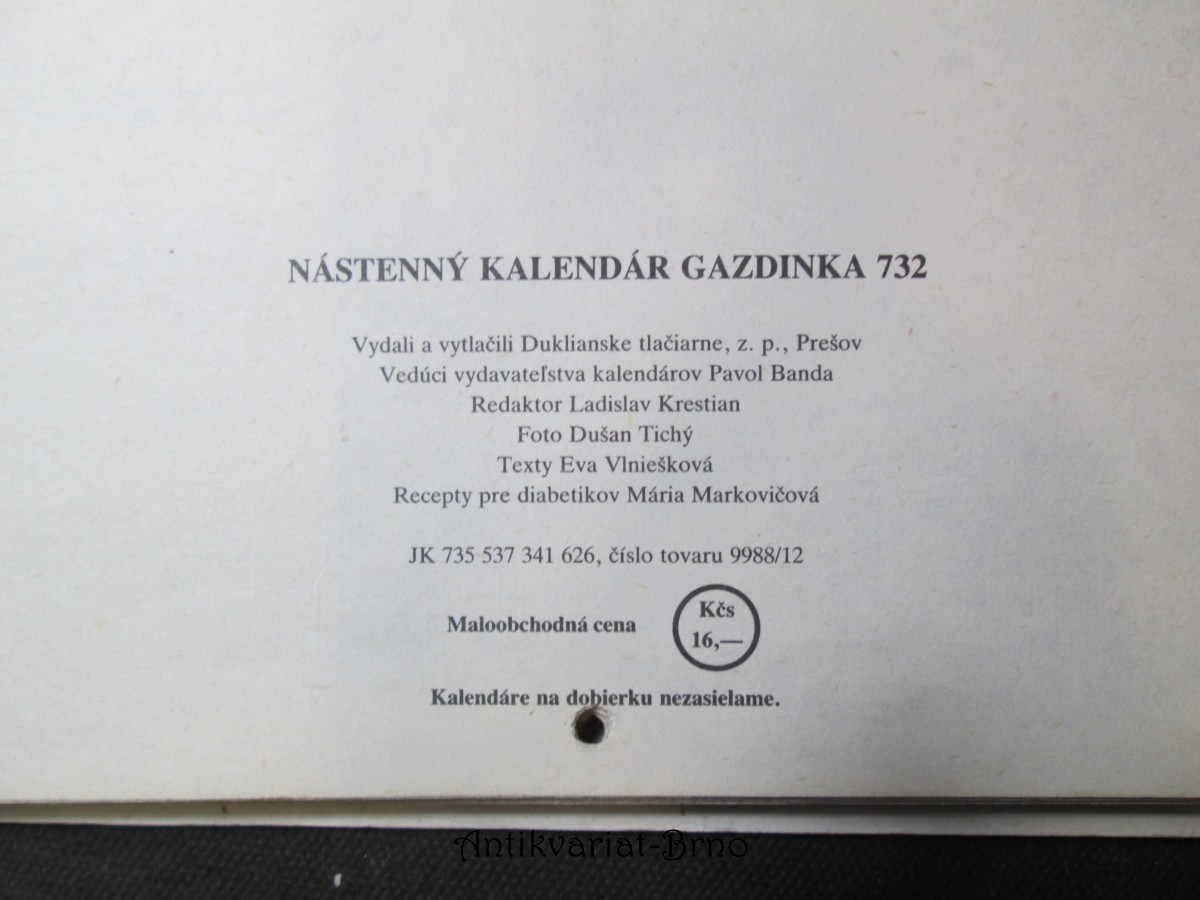 NÁSTENNÝ KALENDÁR GAZDINKA 732
Vydali a vytlačili Duklianske tlačiarne, z. p., Prešov
Vedúci vydavateľstva kalendárov Pavol Banda
Redaktor Ladislav Krestian
Foto Dušan Tichý
Texty Eva Vlniešková
Recepty pre diabetikov Mária Markovičová
JK 735 537 341 626, číslo tovaru 9988/12
Maloobchodná cena
Kčs
16,—
Kalendáre na dobierku nezasielame.
Antikvariat-Brno